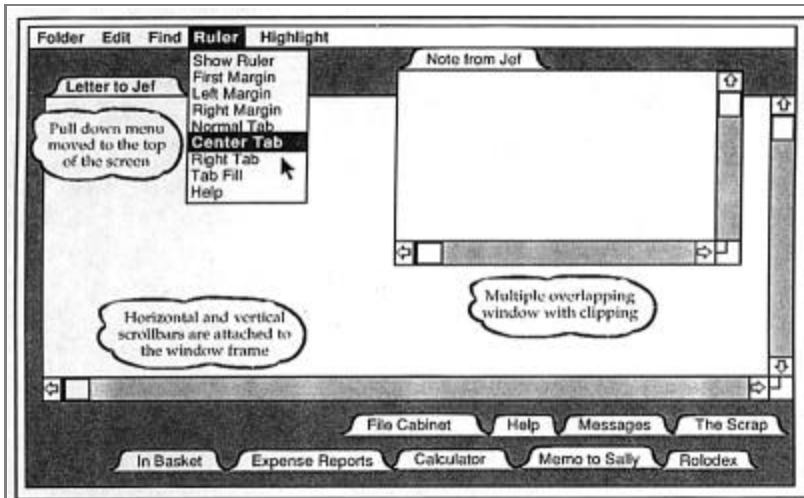 Folder Edit Find Ruler Highlight
Show Ruler
First Margin
Left Margin
Right Margin
Normal Tab
Center Tab
Right Tab
Tab Fill
Help
Note from Jef
Letter to Jef
Pull down menu
moved to the top
of the screen
Horizontal and vertical
scrollbars are attached to
the window frame
Multiple overlapping
window with clipping
File Cabinet Help Messages The Scrap
In Basket Expense Reports Calculator Memo to Sally Rolodex